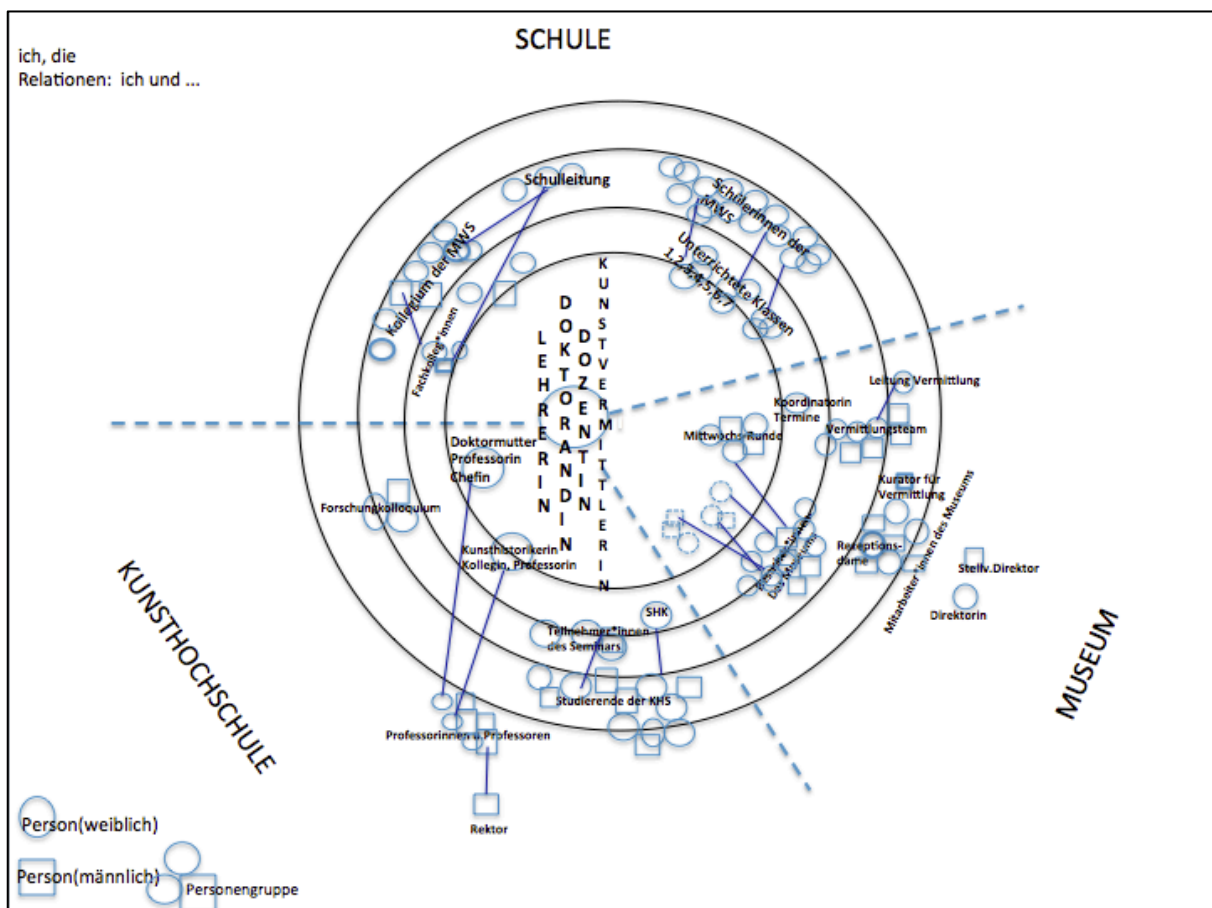 SCHULE
ich, die
Relationen: ich und ...
Schulleitung
Schülerinnen der
MWS
Kollegium der MWS
Unterrichtete Klassen
1,2,3,4,5,6,7
Fachkolleg*innen
LEHRERIN
DOKTORANDIN
DOZENTIN
KUNSTVERMITTLERIN
Leitung Vermittlung
Koordinatorin
Termine
Vermittlungsteam
Mittwochs-Runde
Doktormutter
Professorin
Chefin
Kurator für
Vermittlung
Forschungkolloquium
Rezeptions-
dame
Mitarbeiter*innen des Museums
Des Museums
Stellv.Direktor
Direktorin
Kunsthistorikerin
Kollegin, Professorin
SHK
Teilnehmer*innen
des Seminars
Studierende der KHS
Professorinnen u.Professoren
Rektor
KUNSTHOCHSCHULE
MUSEUM
Person(weiblich)
Person(männlich)
Personengruppe